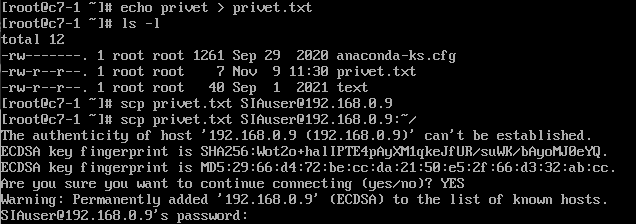 [root@c7-1 ~]# echo privet > privet.txt
[root@c7-1 ~]# ls -l
total 12
-rw-------. 1 root root 1261 Sep 29  2020 anaconda-ks.cfg
-rw-r--r--. 1 root root    7 Nov  9 11:30 privet.txt
-rw-r--r--. 1 root root   40 Sep  1  2021 text
[root@c7-1 ~]# scp privet.txt SIAuser@192.168.0.9
[root@c7-1 ~]# scp privet.txt SIAuser@192.168.0.9:~/
The authenticity of host '192.168.0.9 (192.168.0.9)' can't be established.
ECDSA key fingerprint is SHA256:Wot2o+halIPTE4pAyXM1qkeJfUR/suWK/bAyoMJ0eYQ.
ECDSA key fingerprint is MD5:29:66:d4:72:be:cc:da:21:50:e5:2f:66:d3:32:ab:cc.
Are you sure you want to continue connecting (yes/no)? YES
Warning: Permanently added '192.168.0.9' (ECDSA) to the list of known hosts.
SIAuser@192.168.0.9's password: